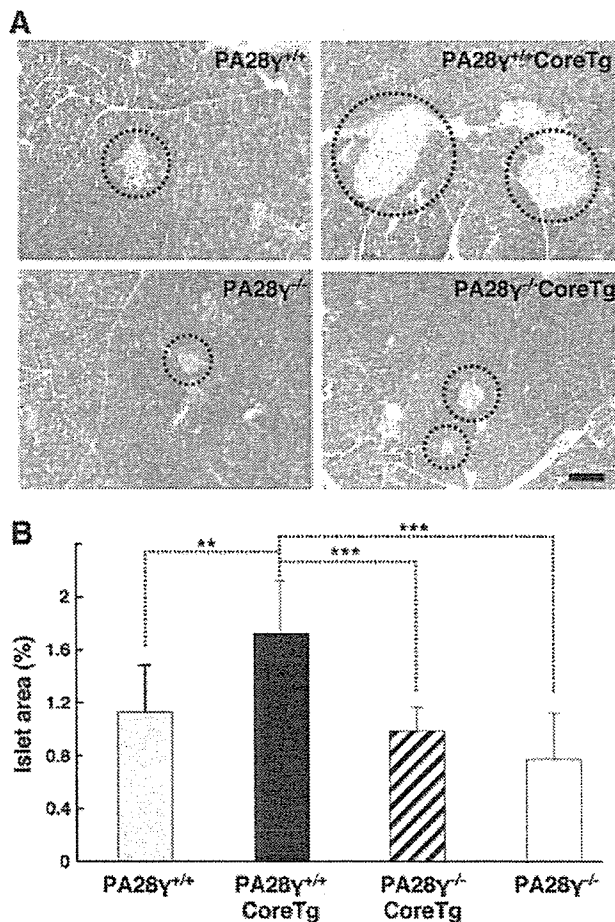 A
PA28γ+/+
PA28γ+/+CoreTg
PA28γ-/-
PA28γ-/-CoreTg
B
**
***
***
Islet area (%)
2
1.6
1.2
0.8
0.4
0
PA28γ+/+
PA28γ+/+
CoreTg
PA28γ-/-
CoreTg
PA28γ-/-